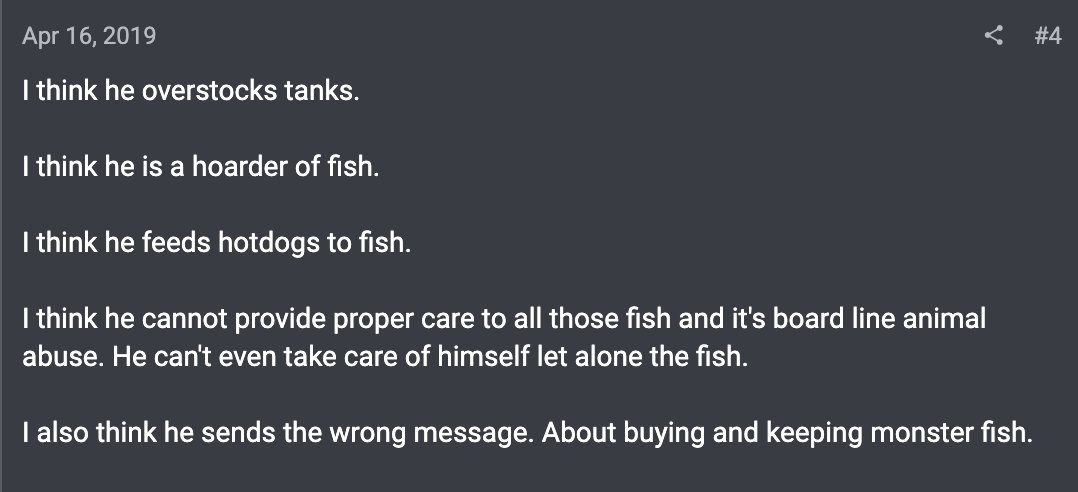 Apr 16, 2019 #4
I think he overstocks tanks.
I think he is a hoarder of fish.
I think he feeds hotdogs to fish.
I think he cannot provide proper care to all those fish and it's board line animal
abuse. He can't even take care of himself let alone the fish.
I also think he sends the wrong message. About buying and keeping monster fish.